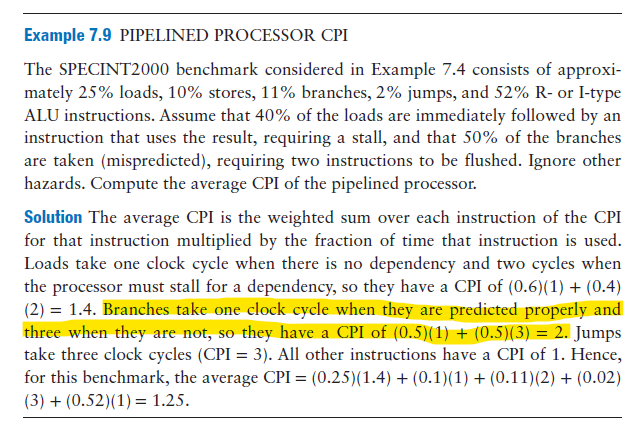 Example 7.9 PIPELINED PROCESSOR CPI
The SPECINT2000 benchmark considered in Example 7.4 consists of approxi-
mately 25% loads, 10% stores, 11% branches, 2% jumps, and 52% R- or I-type
ALU instructions. Assume that 40% of the loads are immediately followed by an
instruction that uses the result, requiring a stall, and that 50% of the branches
are taken (mispredicted), requiring two instructions to be flushed. Ignore other
hazards. Compute the average CPI of the pipelined processor.
Solution The average CPI is the weighted sum over each instruction of the CPI
for that instruction multiplied by the fraction of time that instruction is used.
Loads take one clock cycle when there is no dependency and two cycles when
the processor must stall for a dependency, so they have a CPI of (0.6)(1) + (0.4)
(2) = 1.4. Branches take one clock cycle when they are predicted properly and
three when they are not, so they have a CPI of (0.5)(1) + (0.5)(3) = 2. Jumps
take three clock cycles (CPI = 3). All other instructions have a CPI of 1. Hence,
for this benchmark, the average CPI = (0.25)(1.4) + (0.1)(1) + (0.11)(2) + (0.02)
(3) + (0.52)(1) = 1.25.